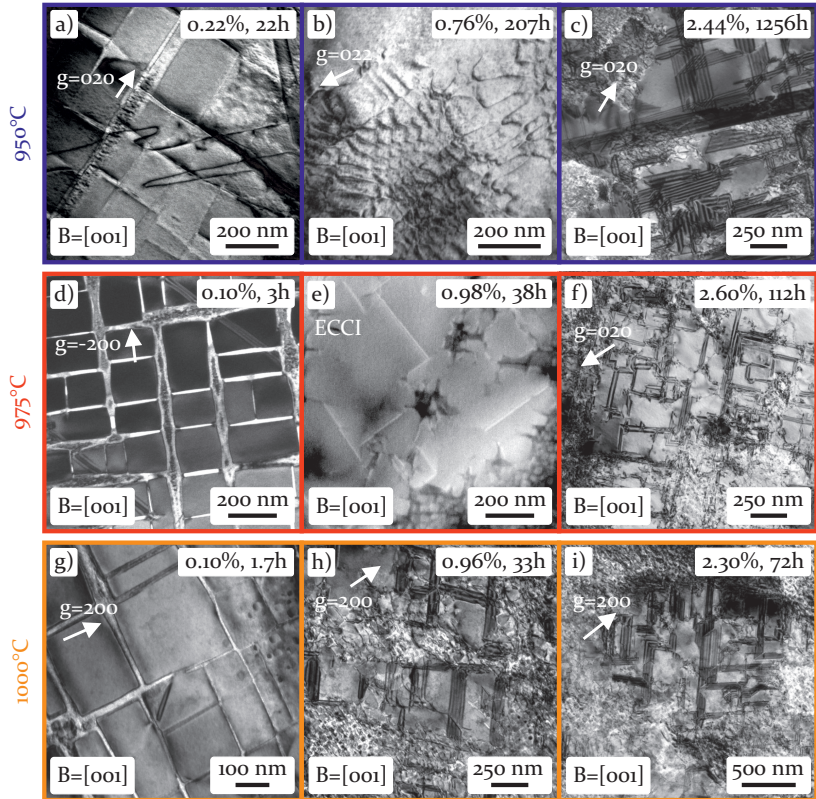 950°C
a)
0.22%, 22h
g=020
B=[001]
200 nm
b)
0.76%, 207h
g=022
B=[001]
200 nm
c)
2.44%, 1256h
g=020
B=[001]
250 nm
975°C
d)
0.10%, 3h
g=-200
B=[001]
200 nm
e)
0.98%, 38h
ECCI
B=[001]
200 nm
f)
2.60%, 112h
g=020
B=[001]
250 nm
1000°C
g)
0.10%, 1.7h
g=200
B=[001]
100 nm
h)
0.96%, 33h
g=200
B=[001]
250 nm
i)
2.30%, 72h
g=200
B=[001]
500 nm